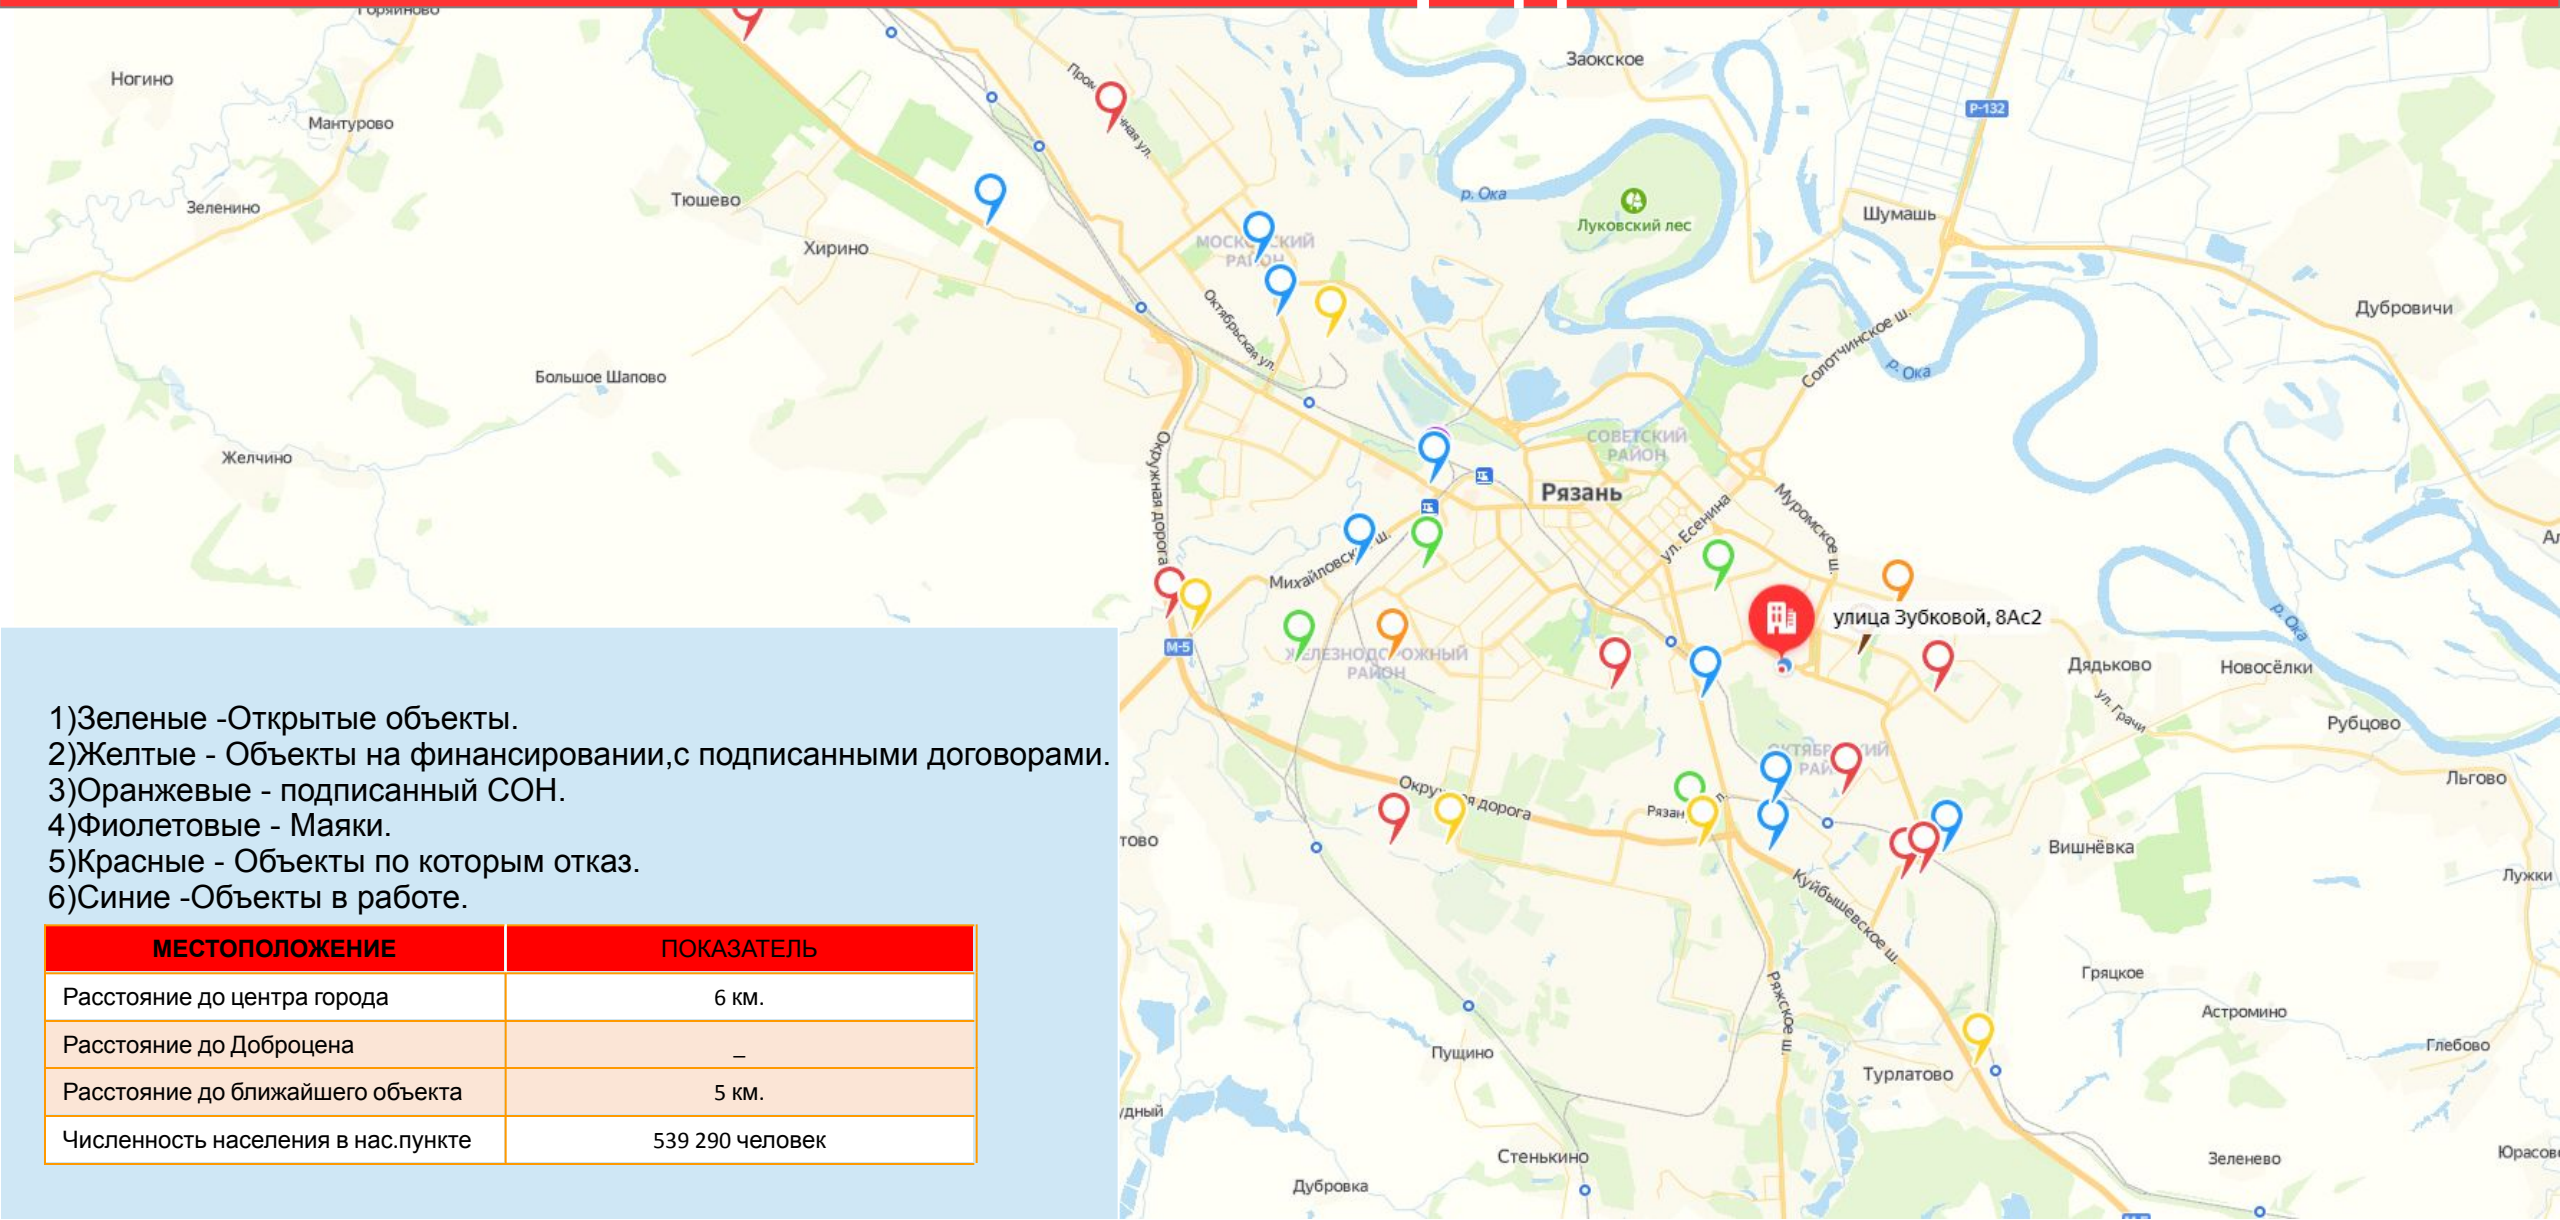 Ногино
Мантурово
Зеленино
Тюшево
Хирино
Большое Шапово
Желчино
Заокское
Р-132
р. Ока
Луковский лес
Шумашь
Октябрьская ул.
Солотчинское ш.
р. Ока
Дубровичи
СОВЕТСКИЙ
РАЙОН
Рязань
Окружная дорога
ул. Есенина
Муромское ш.
М-5
улица Зубковой, 8Ас2
р. Ока
РАЙОН
Дядьково
Новосёлки
ул. Грачи
Рубцово
Льгово
Вишнёвка
Лужки
Куйбышевское ш.
Ряжское ш.
Гряцкое
Астромино
Глебово
Пущино
Турлатово
Стенькино
Дубровка
Зеленево
1)Зеленые -Открытые объекты.
2)Желтые - Объекты на финансировании,с подписанными договорами.
3)Оранжевые - подписанный СОН.
4)Фиолетовые - Маяки.
5)Красные - Объекты по которым отказ.
6)Синие -Объекты в работе.
МЕСТОПОЛОЖЕНИЕ ПОКАЗАТЕЛЬ
Расстояние до центра города 6 км.
Расстояние до Доброцена _
Расстояние до ближайшего объекта 5 км.
Численность населения в нас.пункте 539 290 человек